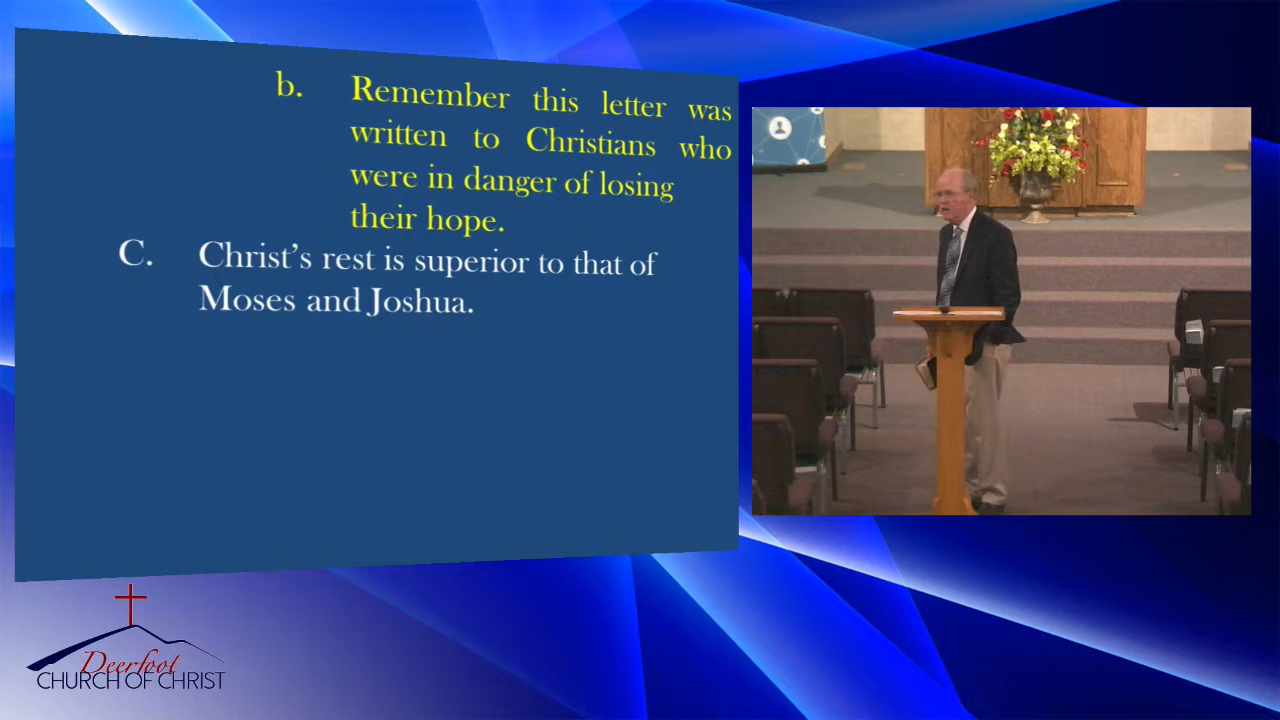 b. Remember this letter was
written to Christians who
were in danger of losing
their hope.
C. Christ's rest is superior to that of
Moses and Joshua.
Deerfoot
CHURCH OF CHRIST